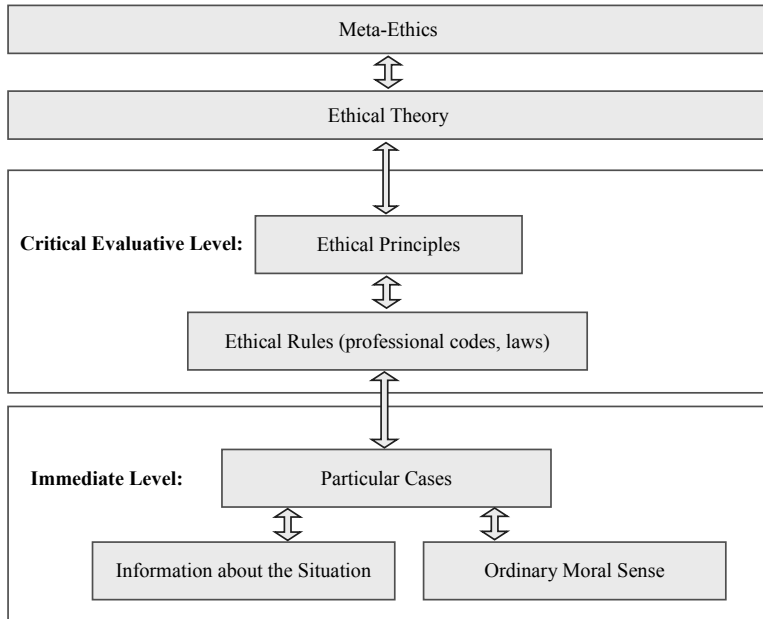 Meta-Ethics
Ethical Theory
Critical Evaluative Level:
Ethical Principles
Ethical Rules (professional codes, laws)
Immediate Level:
Particular Cases
Information about the Situation
Ordinary Moral Sense